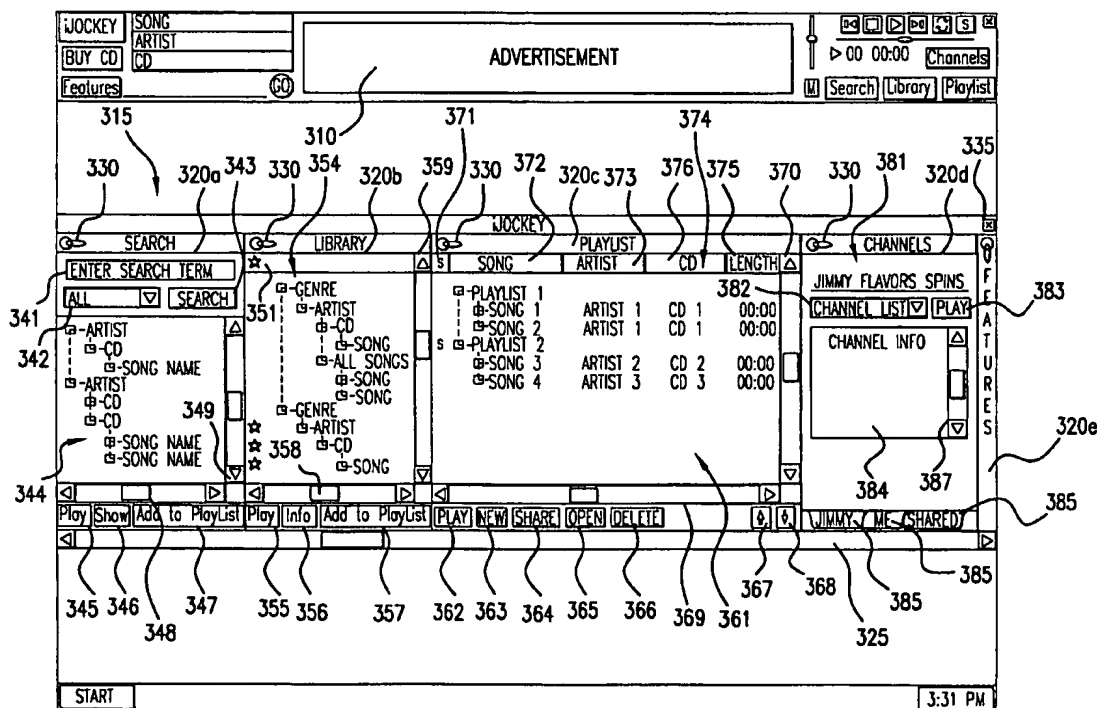 iJOCKEY SONG
ARTIST
BUY CD CD
Features GO
ADVERTISEMENT
S
▷00 00:00 Channels
M Search Library Playlist
315 371 374
310 372 376 375 335
330 343 330 354 359 330 373 370 330 381
320a 320b 320c 320d
iJOCKEY
SEARCH LIBRARY PLAYLIST CHANNELS
S SONG ARTIST CD LENGTH
ENTER SEARCH TERM
ALL SEARCH
341
342
351
ARTIST
CD
SONG NAME
ARTIST
CD
CD
SONG NAME
SONG NAME
349
344
GENRE
ARTIST
CD
SONG
ALL SONGS
SONG
SONG
GENRE
ARTIST
CD
SONG
358
PLAYLIST 1
SONG 1 ARTIST 1 CD 1 00:00
SONG 2 ARTIST 1 CD 1 00:00
S PLAYLIST 2
SONG 3 ARTIST 2 CD 2 00:00
SONG 4 ARTIST 3 CD 3 00:00
JIMMY FLAVORS SPINS
382 CHANNEL LIST PLAY 383
CHANNEL INFO
FEATURES
320e
384 387
385
Play Show Add to PlayList Play Info Add to PlayList PLAY NEW SHARE OPEN DELETE JIMMY ME SHARED
345 346 347 348 355 356 357 362 363 364 365 366 369 361 367 368 325 385 385
START 3:31 PM